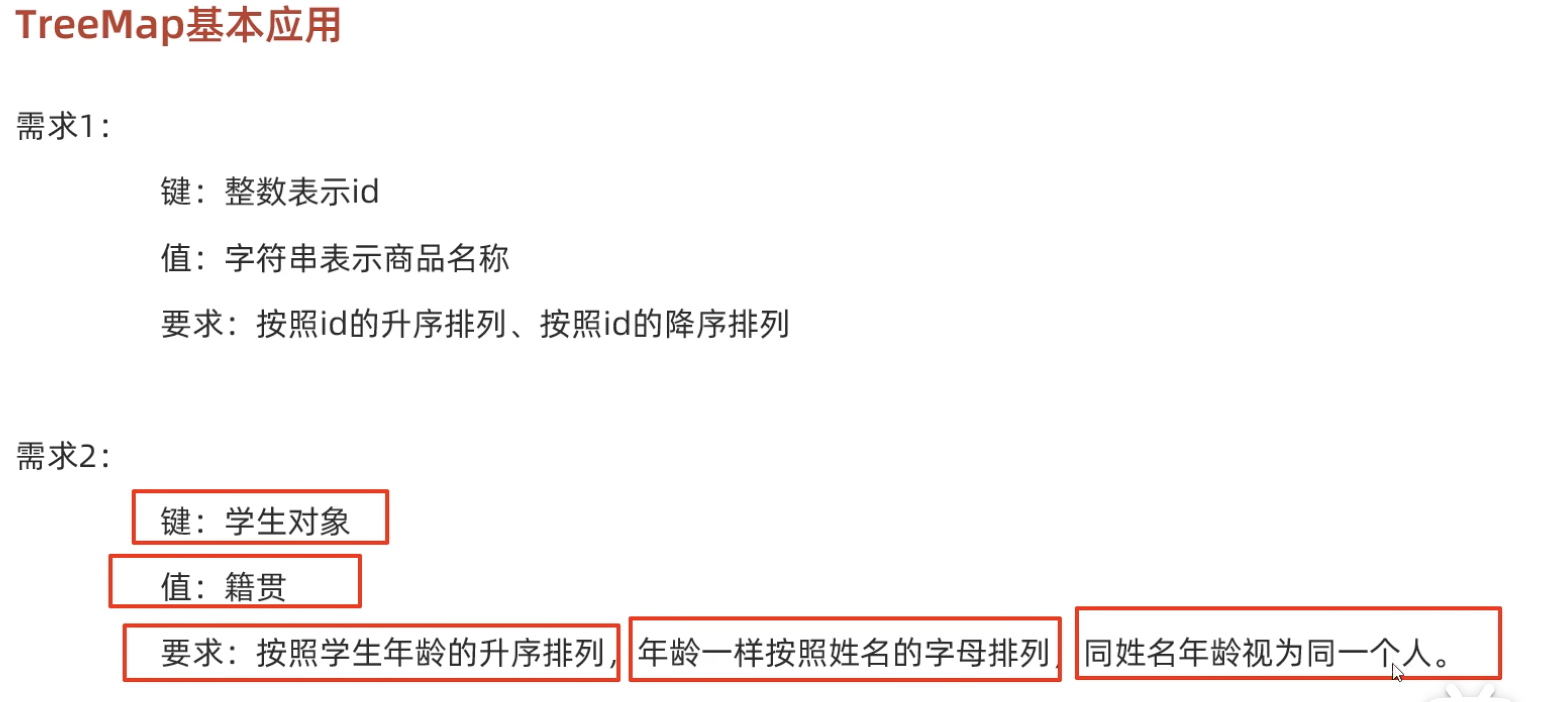 TreeMap基本应用
需求1：
键：整数表示id
值：字符串表示商品名称
要求：按照id的升序排列、按照id的降序排列
需求2：
键：学生对象
值：籍贯
要求：按照学生年龄的升序排列，年龄一样按照姓名的字母排列，同姓名年龄视为同一个人。